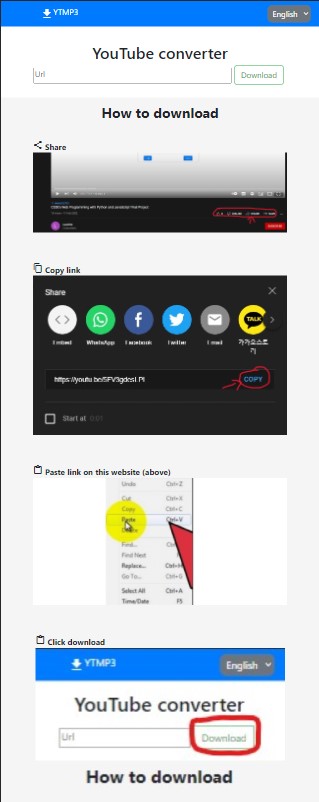 YTMP3
English
YouTube converter
Url
Download
How to download
Share
Copy link
Share
Embed
WhatsApp
Facebook
Twitter
Email
TALK
카카오스토
리
https://youtu.be/
COPY
Start at
Paste link on this website (above)
Undo Ctrl+Z
Cut Ctrl+X
Copy Ctrl+C
Paste Ctrl+V
Find...
Find Next
Replace... Ctrl+H
Go To... Ctrl+G
Select All Ctrl+A
Time/Date F5
Click download
YTMP3
English
YouTube converter
Url
Download
How to download